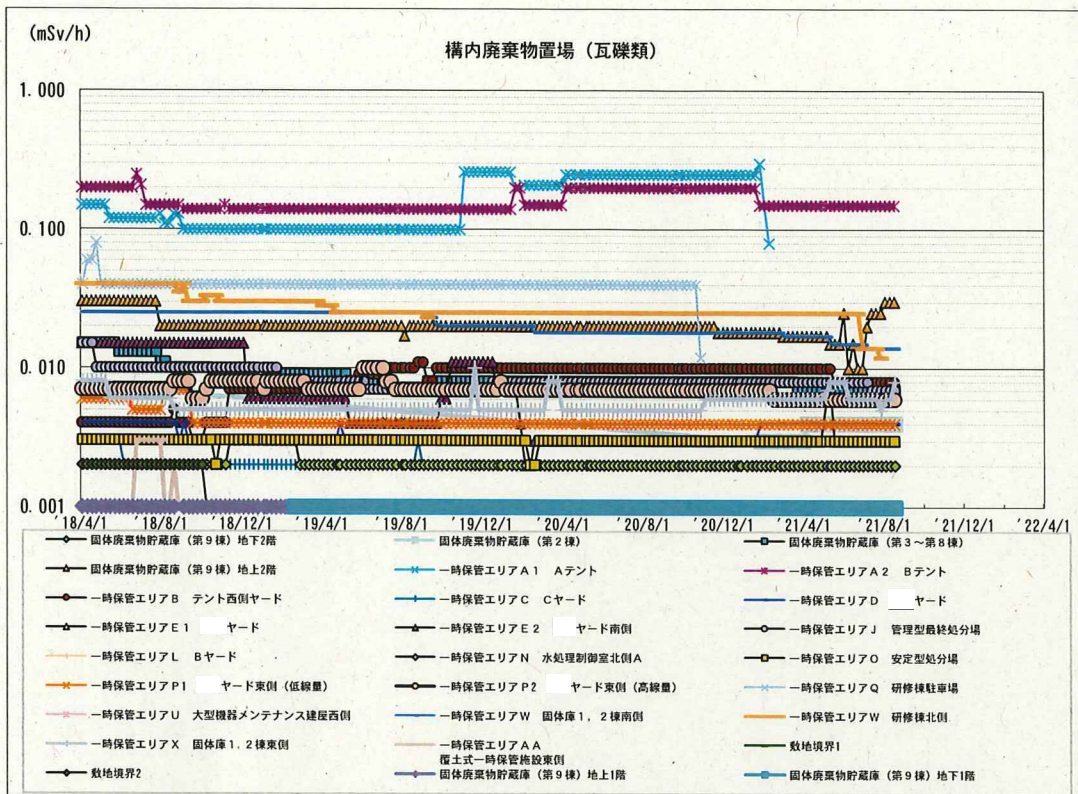 (mSv/h)
構内廃棄物置場（瓦礫類）
1.000
0.100
0.010
0.001
18/4/1 '18/8/1 '18/12/1 '19/4/1 '19/8/1 '19/12/1 '20/4/1 '20/8/1 '20/12/1 '21/4/1 '21/8/1 '21/12/1 '22/4/1
固体廃棄物貯蔵庫（第9棟）地下2階
固体廃棄物貯蔵庫（第2棟）
固体廃棄物貯蔵庫（第3～第8棟）
固体廃棄物貯蔵庫（第9棟）地上2階
一時保管エリアA1 Aテント
一時保管エリアA2 Bテント
一時保管エリアB テント西側ヤード
一時保管エリアC Cヤード
一時保管エリアD ヤード
一時保管エリアE1 ヤード
一時保管エリアE2 ヤード南側
一時保管エリアJ 管理型最終処分場
一時保管エリアL Bヤード
一時保管エリアN 水処理制御室北側A
一時保管エリアO 安定型処分場
一時保管エリアP1 ヤード東側（低線量）
一時保管エリアP2 ヤード東側（高線量）
一時保管エリアQ 研修棟駐車場
一時保管エリアU 大型機器メンテナンス建屋西側
一時保管エリアW 固体庫1，2棟南側
一時保管エリアW 研修棟北側
一時保管エリアX 固体庫1，2棟東側
一時保管エリアAA
覆土式一時保管施設東側
敷地境界1
敷地境界2
固体廃棄物貯蔵庫（第9棟）地上1階
固体廃棄物貯蔵庫（第9棟）地下1階